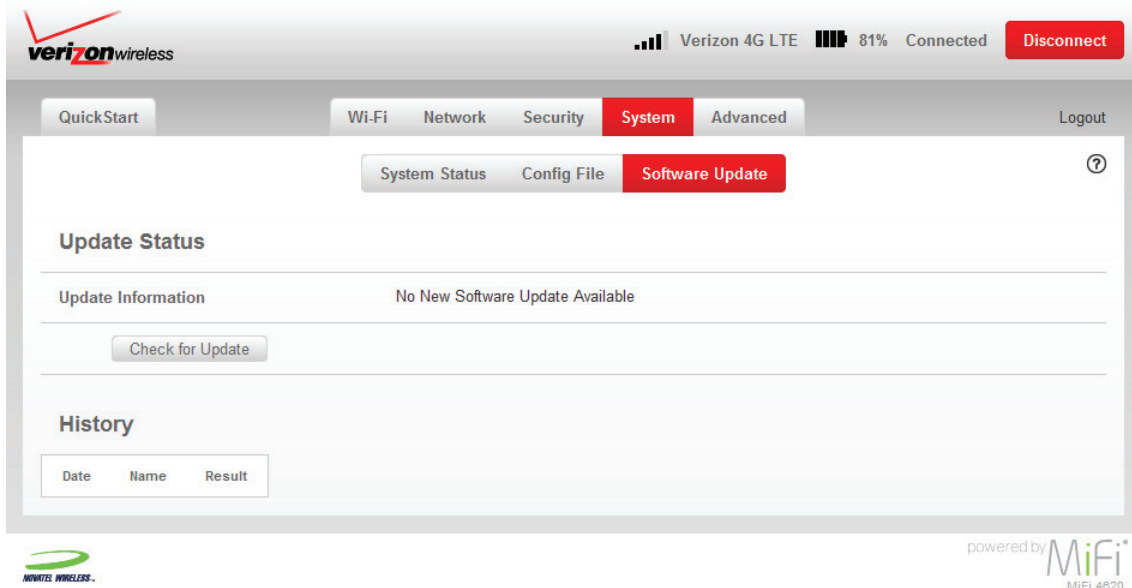 verizonwireless
Verizon 4G LTE 81% Connected Disconnect
QuickStart Wi-Fi Network Security System Advanced Logout
System Status Config File Software Update ?
Update Status
Update Information No New Software Update Available
Check for Update
History
Date Name Result
NOVATEL WIRELESS
powered by MiFi
MiFi 4620